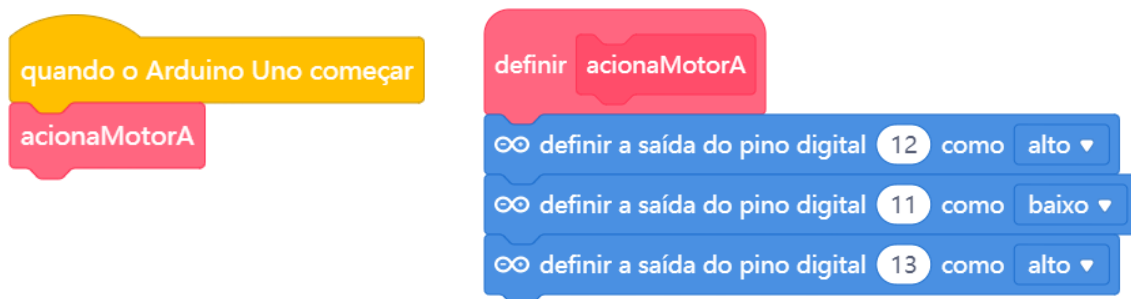 quando o Arduino Uno começar
acionaMotorA
definir acionaMotorA
definir a saída do pino digital 12 como alto
definir a saída do pino digital 11 como baixo
definir a saída do pino digital 13 como alto